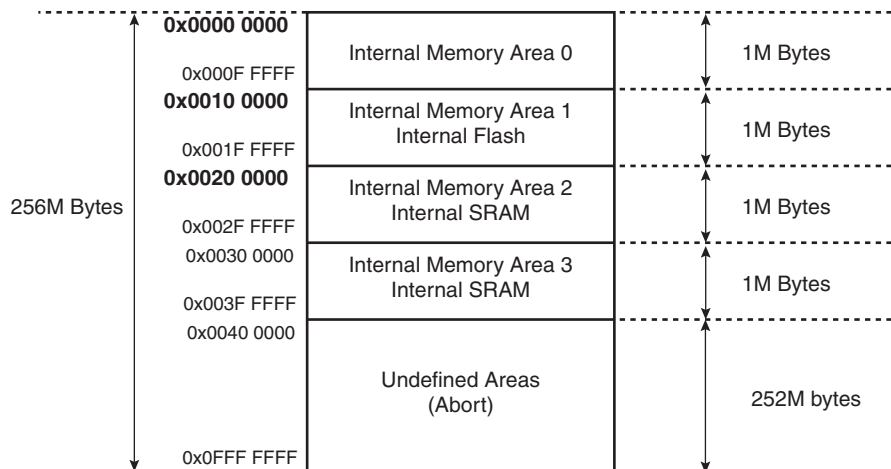 0x0000 0000
Internal Memory Area 0
1M Bytes
0x000F FFFF
0x0010 0000
Internal Memory Area 1
Internal Flash
1M Bytes
0x001F FFFF
0x0020 0000
256M Bytes
Internal Memory Area 2
Internal SRAM
1M Bytes
0x002F FFFF
0x0030 0000
Internal Memory Area 3
Internal SRAM
1M Bytes
0x003F FFFF
0x0040 0000
Undefined Areas
(Abort)
252M bytes
0x0FFF FFFF